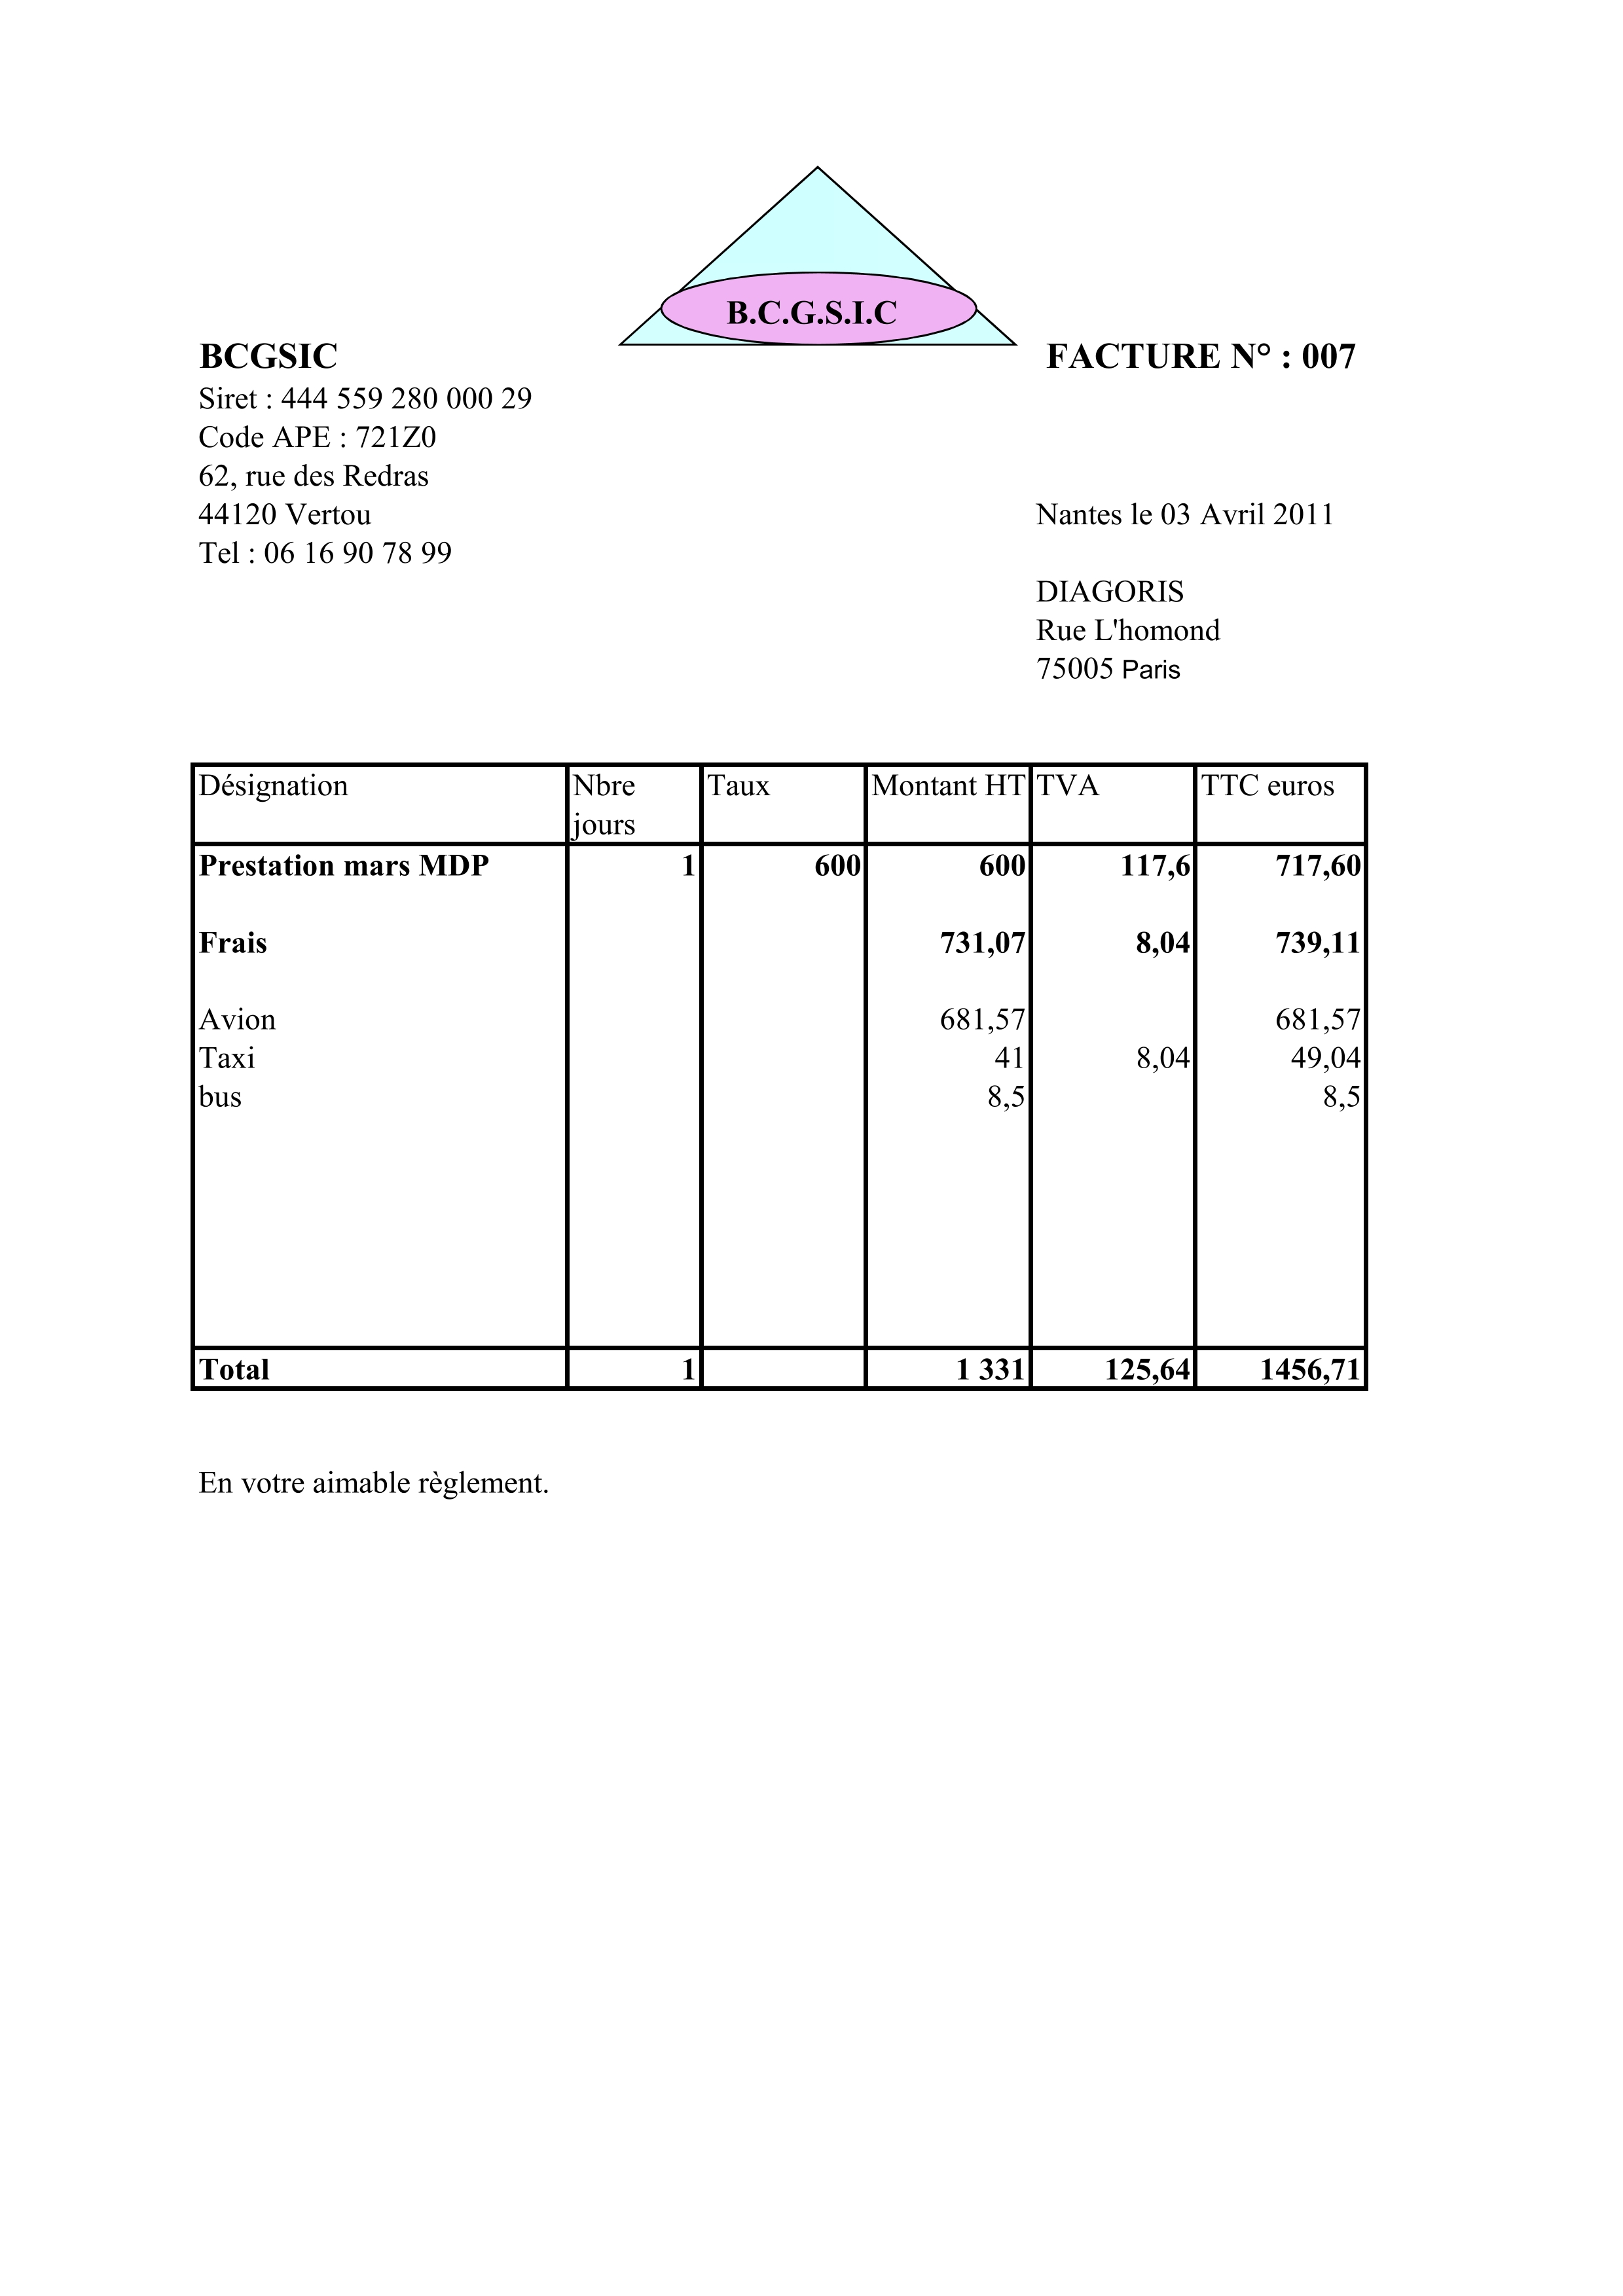 B.C.G.S.I.C
BCGSIC
FACTURE N° : 007
Siret : 444 559 280 000 29
Code APE : 721Z0
62, rue des Redras
44120 Vertou
Nantes le 03 Avril 2011
Tel : 06 16 90 78 99
DIAGORIS
Rue L'homond
75005 Paris
Désignation Nbre jours Taux Montant HT TVA TTC euros
Prestation mars MDP 1 600 600 117,6 717,60
Frais 731,07 8,04 739,11
Avion 681,57 681,57
Taxi 41 8,04 49,04
bus 8,5 8,5
Total 1 1 331 125,64 1456,71
En votre aimable règlement.